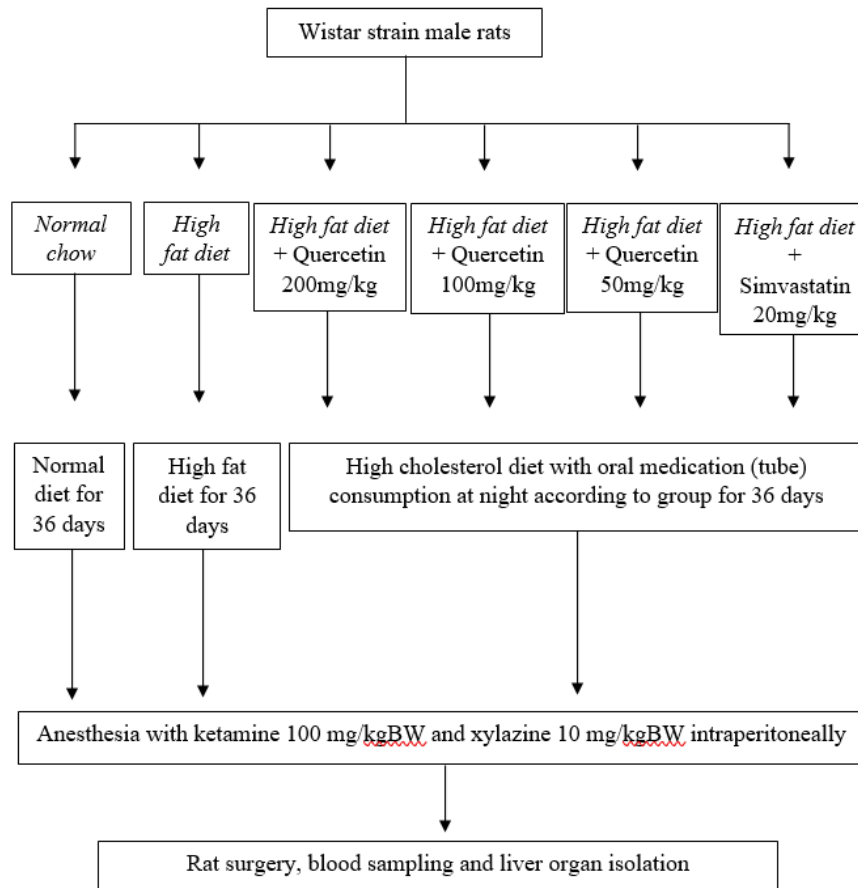 Wistar strain male rats
Normal
chow
High
fat diet
High fat diet
+ Quercetin
200mg/kg
High fat diet
+ Quercetin
100mg/kg
High fat diet
+ Quercetin
50mg/kg
High fat diet
+
Simvastatin
20mg/kg
Normal
diet for
36 days
High fat
diet for 36
days
High cholesterol diet with oral medication (tube)
consumption at night according to group for 36 days
Anesthesia with ketamine 100 mg/kgBW and xylazine 10 mg/kgBW intraperitoneally
Rat surgery, blood sampling and liver organ isolation